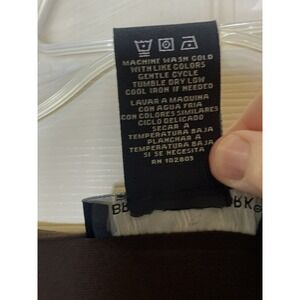 MACHINE WASH COLD
WITH LIKE COLORS
GENTLE CYCLE
TUMBLE DRY LOW
COOL IRON IF NEEDED
LAVAR A MAQUINA
CON AGUA FRIA
CON COLORES SIMILARES
CICLO DELICADO
SECAR A
TEMPERATURA BAJA
PLANCHAR A
TEMPERATURA BAJA
SI SE NECESITA
RN 102803